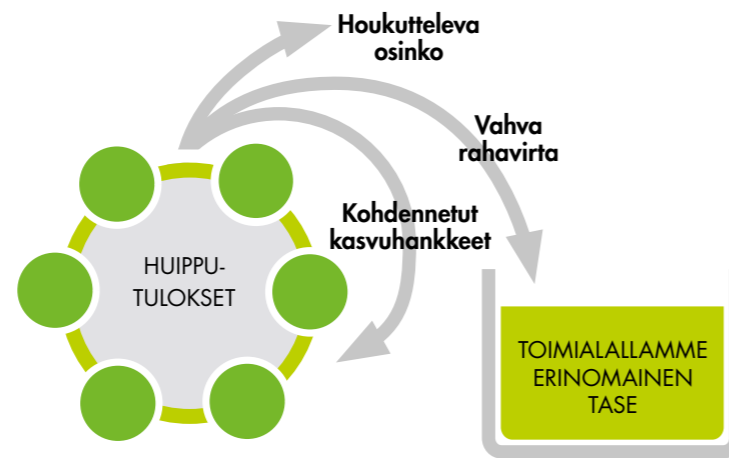 Houkutteleva
osinko
Vahva
rahavirta
Kohdennetut
kasvuhankkeet
HUIPPU-
TULOKSET
TOIMIALALLAMME
ERINOMAINEN
TASE